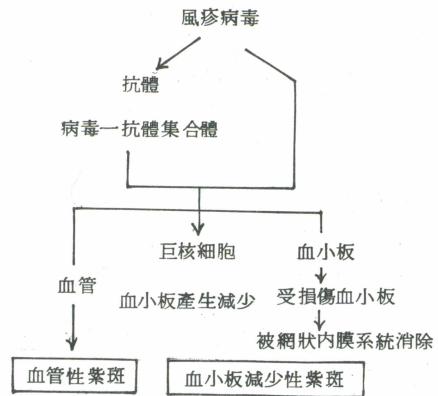 風疹病毒
抗體
病毒一抗體集合體
巨核細胞
血小板
血管
血小板產生減少
受損傷血小板
被網狀内膜系統消除
血管性紫斑
血小板減少性紫斑